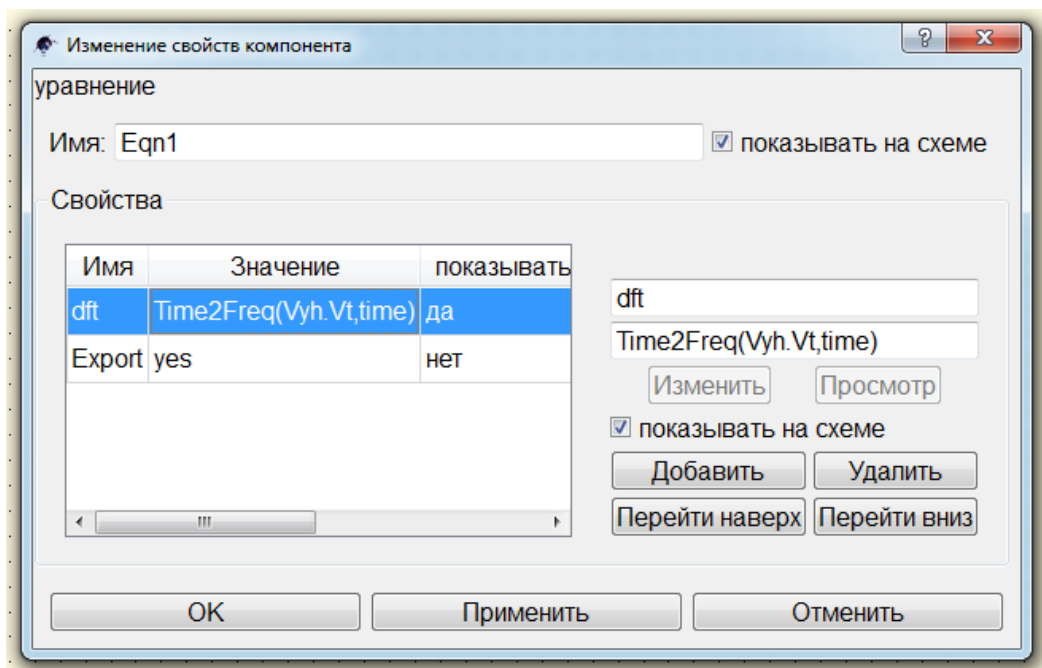 Изменение свойств компонента
?
X
уравнение
Имя: Eqn1 показывать на схеме
Свойства
Имя Значение показывать
dft Time2Freq(Vyh.Vt,time) да
Export yes нет
dft
Time2Freq(Vyh.Vt,time)
Изменить Просмотр
показывать на схеме
Добавить Удалить
Перейти наверх Перейти вниз
OK Применить Отменить